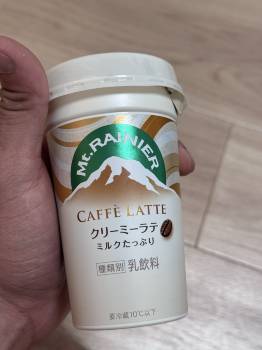 Mt. RAINIER
CAFFÈ LATTE
クリーミーラテ
ミルクたっぷり
種類別 乳飲料
要冷蔵10℃以下